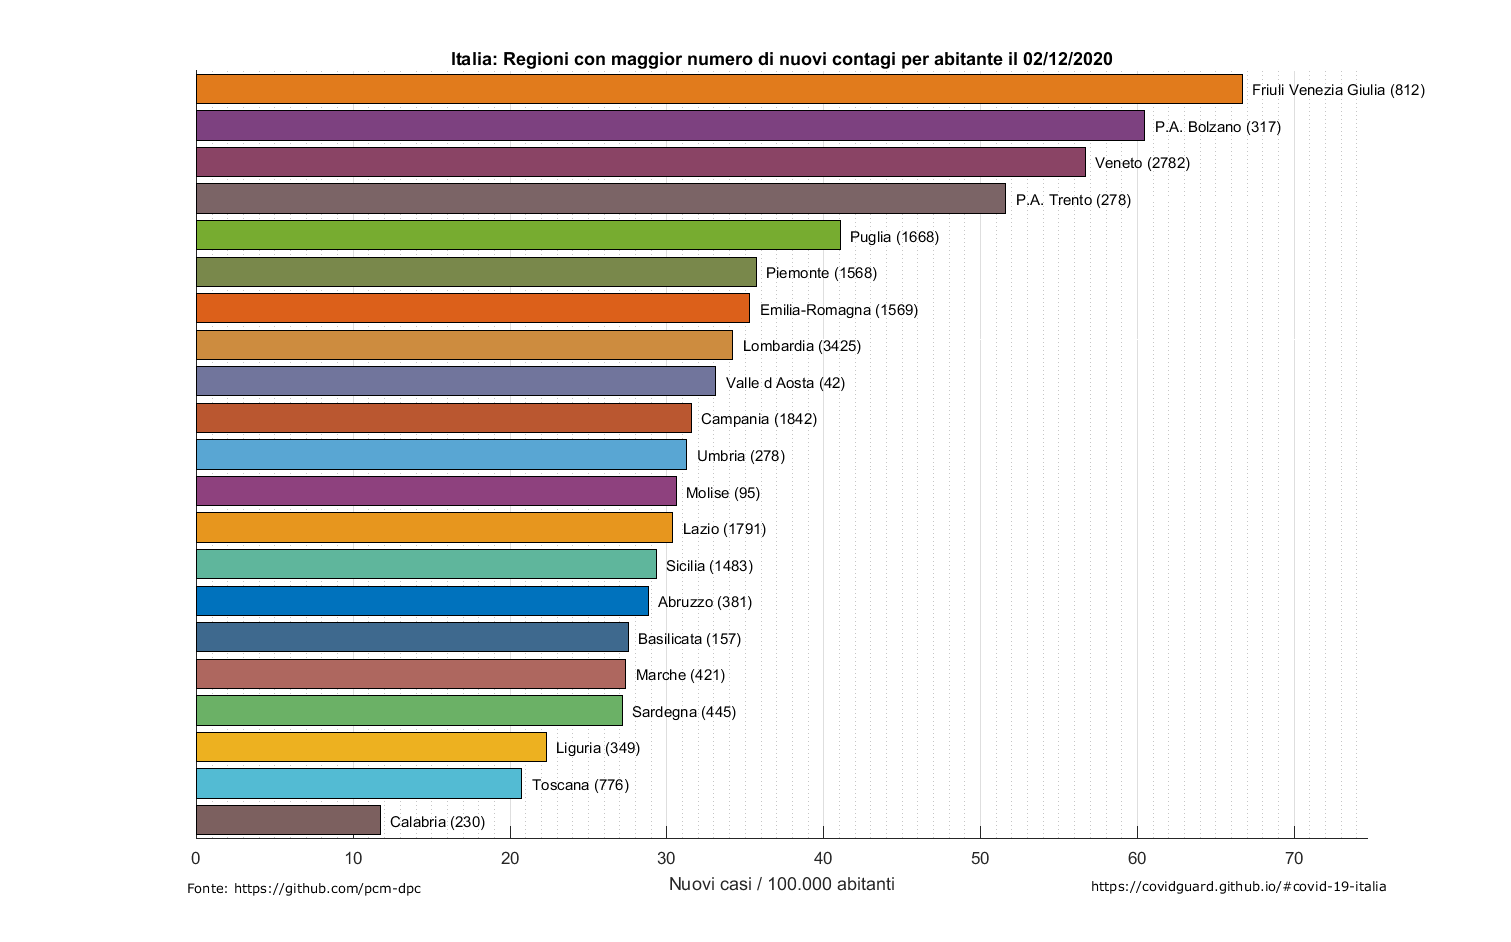 Italia: Regioni con maggior numero di nuovi contagi per abitante il 02/12/2020
Friuli Venezia Giulia (812)
P.A. Bolzano (317)
Veneto (2782)
P.A. Trento (278)
Puglia (1668)
Piemonte (1568)
Emilia-Romagna (1569)
Lombardia (3425)
Valle d Aosta (42)
Campania (1842)
Umbria (278)
Molise (95)
Lazio (1791)
Sicilia (1483)
Abruzzo (381)
Basilicata (157)
Marche (421)
Sardegna (445)
Liguria (349)
Toscana (776)
Calabria (230)
0 10 20 30 40 50 60 70
Nuovi casi / 100.000 abitanti
Fonte: https://github.com/pcm-dpc
https://covidguard.github.io/#covid-19-italia